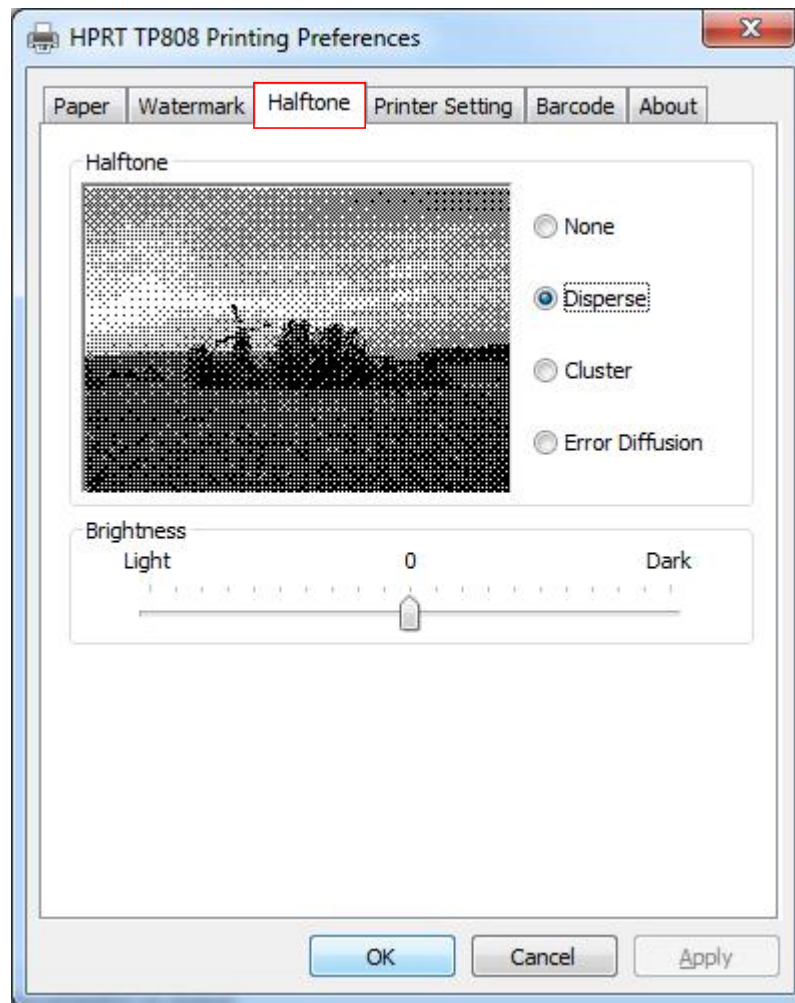 HPRT TP808 Printing Preferences
Paper Watermark Halftone Printer Setting Barcode About
Halftone
None
Disperse
Cluster
Error Diffusion
Brightness
Light 0 Dark
OK Cancel Apply